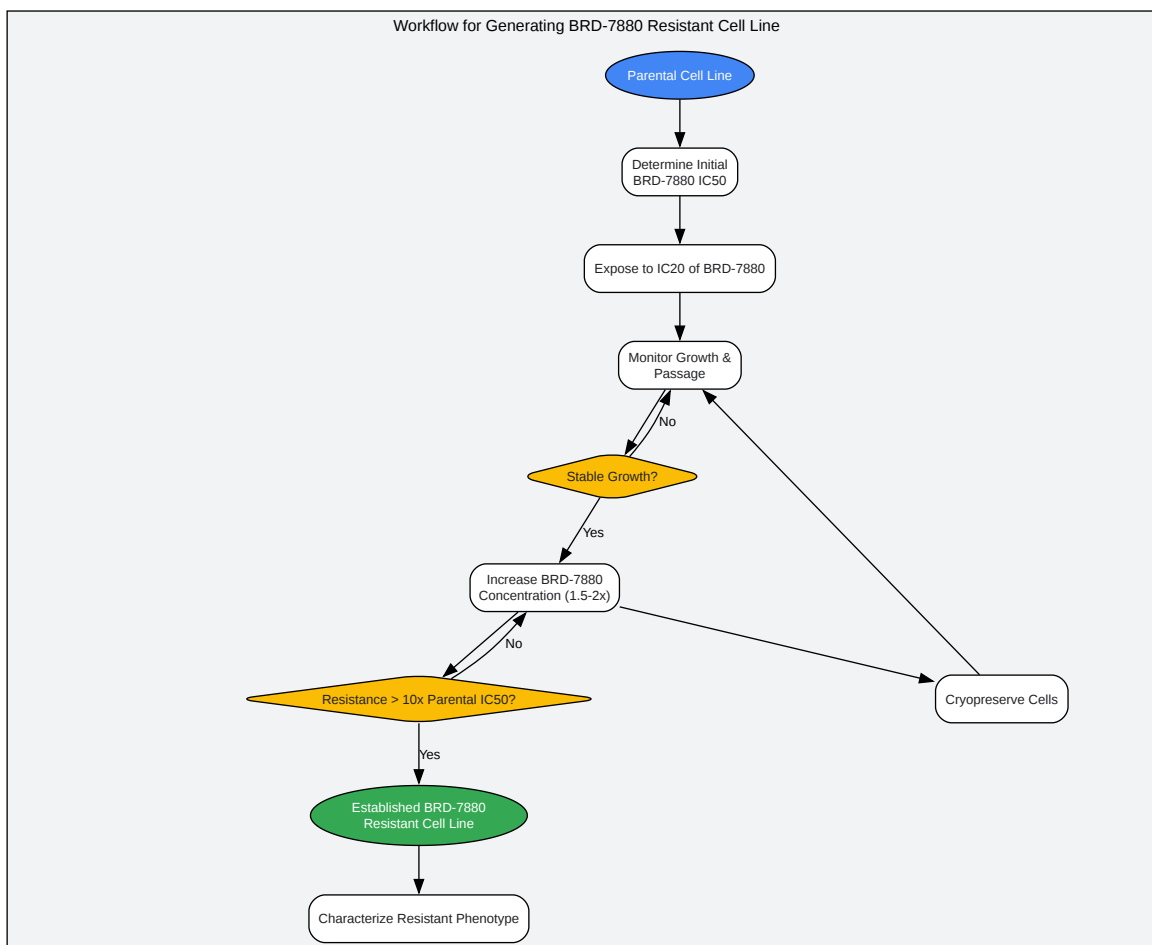 Workflow for Generating BRD-7880 Resistant Cell Line
Parental Cell Line
Determine Initial
BRD-7880 IC50
Expose to IC20 of BRD-7880
Monitor Growth &
Passage
No
Stable Growth?
Yes
Increase BRD-7880
Concentration (1.5-2x)
No
Resistance > 10x Parental IC50?
Cryopreserve Cells
Yes
Established BRD-7880
Resistant Cell Line
Characterize Resistant Phenotype